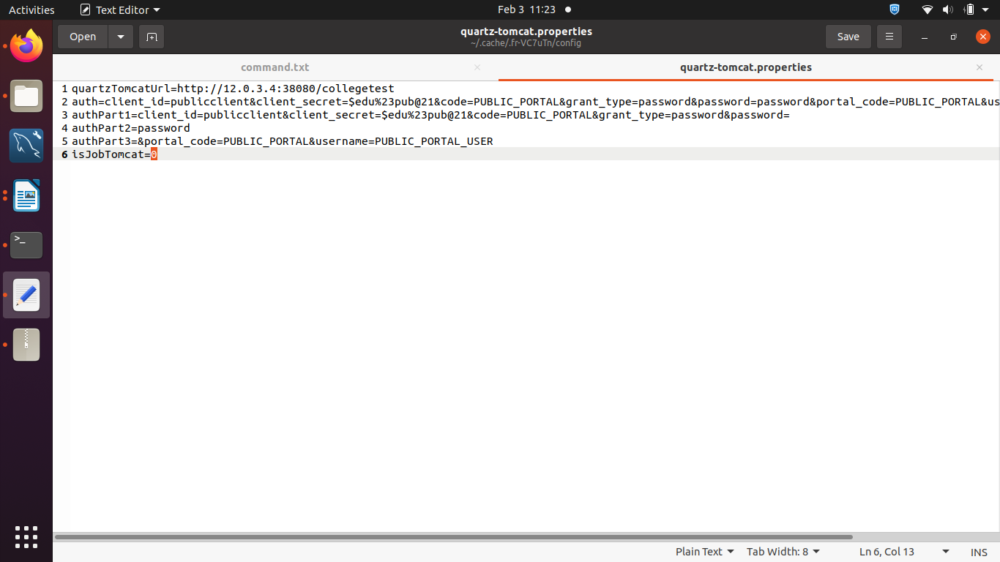 Activities Text Editor Feb 3 11:23
Open quartz-tomcat.properties Save
~/.cache/.fr-VC7uTn/config
command.txt quartz-tomcat.properties
1 quartzTomcatUrl=http://12.0.3.4:38080/collegetest
2 auth=client_id=publicclient&client_secret=$edu%23pub@21&code=PUBLIC_PORTAL&grant_type=password&password=password&portal_code=PUBLIC_PORTAL&us
3 authPart1=client_id=publicclient&client_secret=$edu%23pub@21&code=PUBLIC_PORTAL&grant_type=password&password=
4 authPart2=password
5 authPart3=&portal_code=PUBLIC_PORTAL&username=PUBLIC_PORTAL_USER
6 isJobTomcat=0
Plain Text Tab Width: 8 Ln 6, Col 13 INS